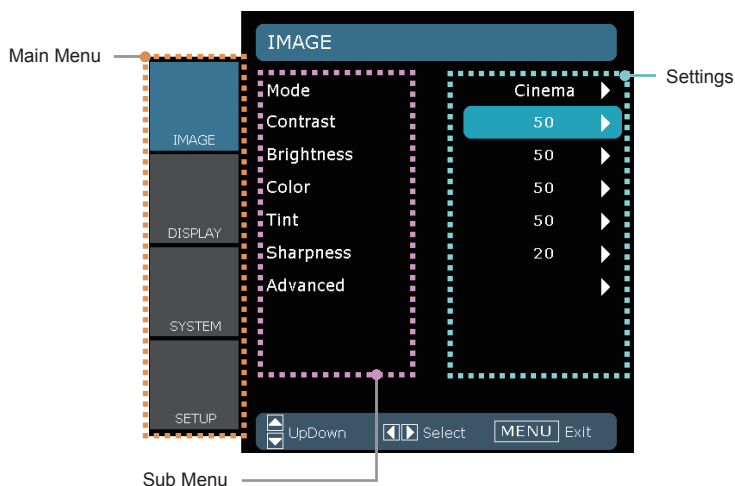 IMAGE
Main Menu
Settings
Mode Cinema
Contrast 50
IMAGE
Brightness 50
Color 50
Tint 50
DISPLAY
Sharpness 20
Advanced
SYSTEM
SETUP
UpDown Select MENU Exit
Sub Menu